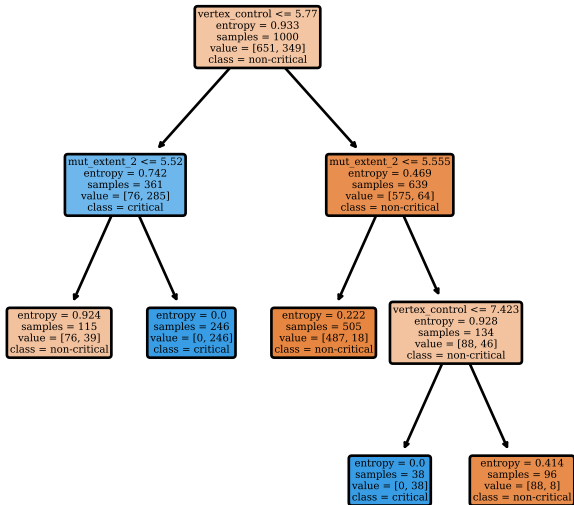 vertex_control <= 5.77
entropy = 0.933
samples = 1000
value = [651, 349]
class = non-critical
mut_extent_2 <= 5.52
entropy = 0.742
samples = 361
value = [76, 285]
class = critical
mut_extent_2 <= 5.555
entropy = 0.469
samples = 639
value = [575, 64]
class = non-critical
entropy = 0.924
samples = 115
value = [76, 39]
class = non-critical
entropy = 0.0
samples = 246
value = [0, 246]
class = critical
entropy = 0.222
samples = 505
value = [487, 18]
class = non-critical
vertex_control <= 7.423
entropy = 0.928
samples = 134
value = [88, 46]
class = non-critical
entropy = 0.0
samples = 38
value = [0, 38]
class = critical
entropy = 0.414
samples = 96
value = [88, 8]
class = non-critical